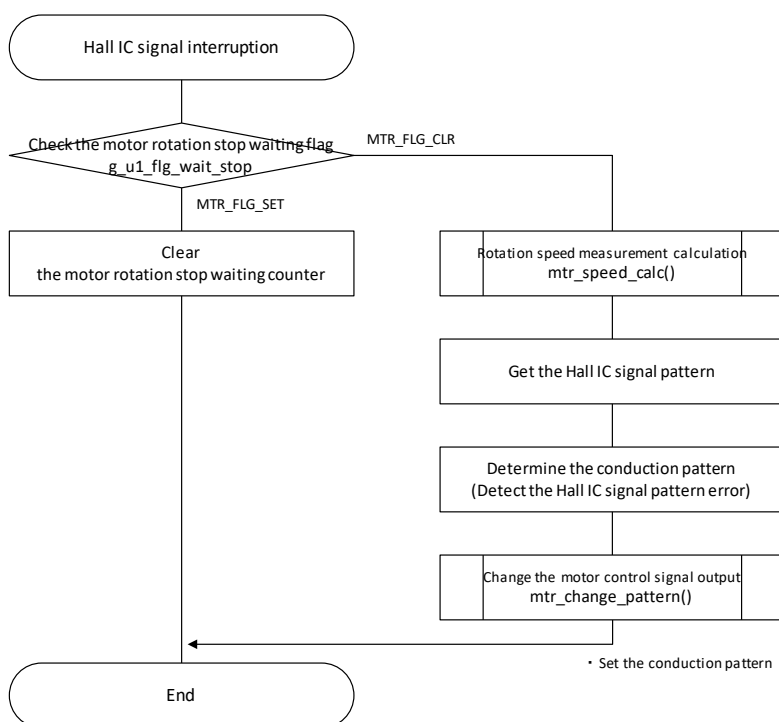 Hall IC signal interruption
Check the motor rotation stop waiting flag
g_u1_flg_wait_stop
MTR_FLG_CLR
MTR_FLG_SET
Clear
the motor rotation stop waiting counter
Rotation speed measurement calculation
mtr_speed_calc()
Get the Hall IC signal pattern
Determine the conduction pattern
(Detect the Hall IC signal pattern error)
Change the motor control signal output
mtr_change_pattern()
・Set the conduction pattern
End